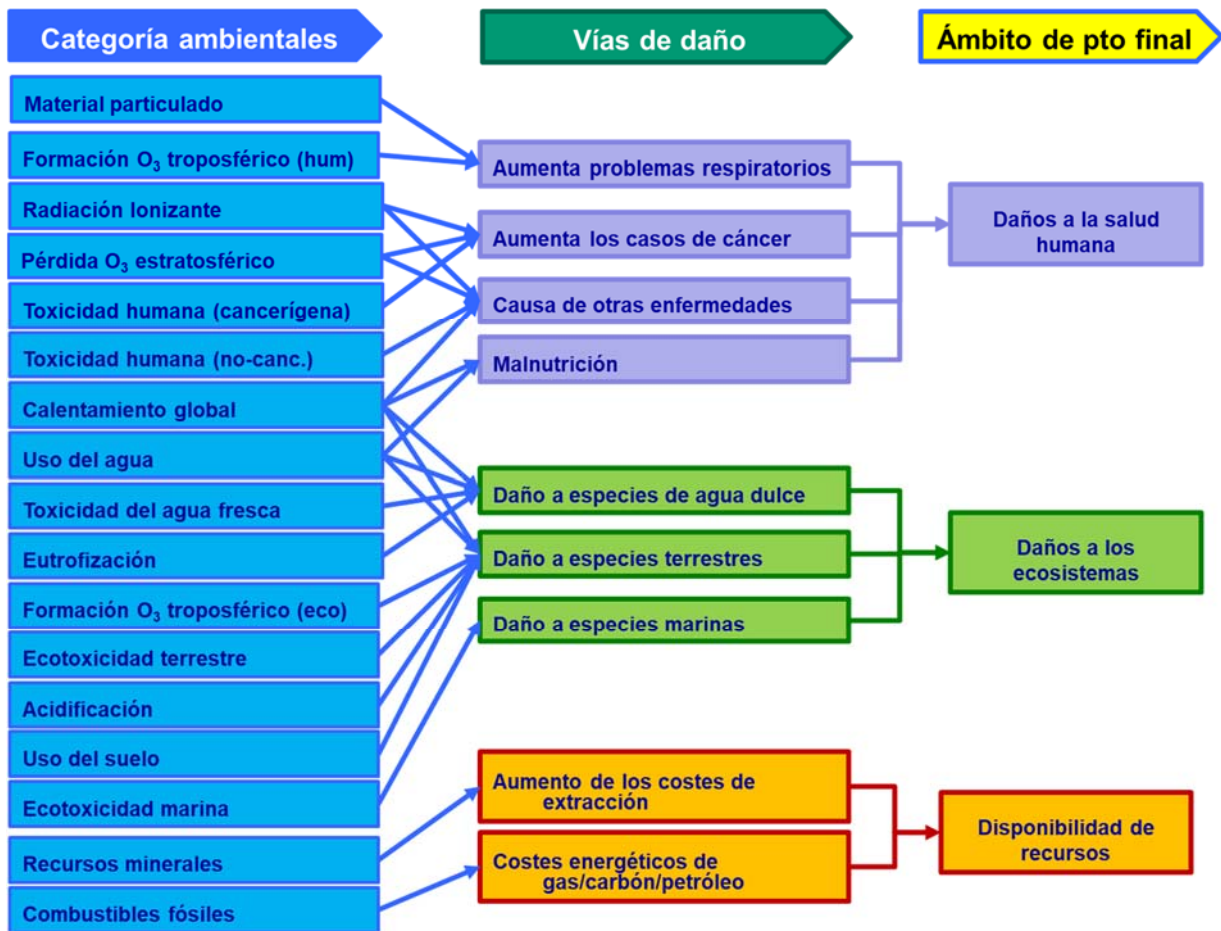 Categoría ambientales
Vías de daño
Ámbito de pto final
Material particulado
Formación O₃ troposférico (hum)
Radiación Ionizante
Pérdida O₃ estratosférico
Toxicidad humana (cancerígena)
Toxicidad humana (no-canc.)
Calentamiento global
Uso del agua
Toxicidad del agua fresca
Eutrofización
Formación O₃ troposférico (eco)
Ecotoxicidad terrestre
Acidificación
Uso del suelo
Ecotoxicidad marina
Recursos minerales
Combustibles fósiles
Aumenta problemas respiratorios
Aumenta los casos de cáncer
Causa de otras enfermedades
Malnutrición
Daño a especies de agua dulce
Daño a especies terrestres
Daño a especies marinas
Aumento de los costes de
extracción
Costes energéticos de
gas/carbón/petróleo
Daños a la salud
humana
Daños a los
ecosistemas
Disponibilidad de
recursos